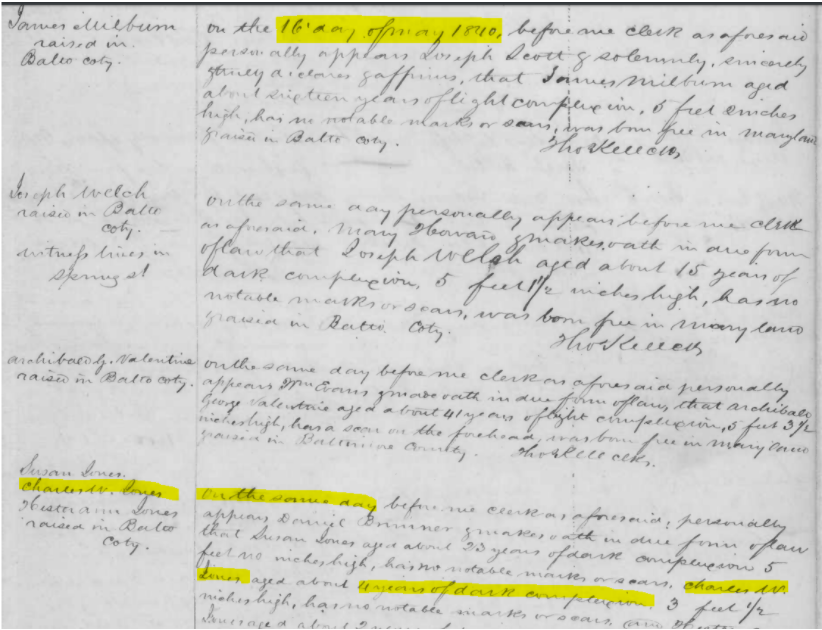 James Milburn
raised in
Balto coty.
on the 16' day of may 1840, before me clerk as aforesaid
personally appears Joseph Scott & solemnly, sincerely
& truly declares & affirms, that James Milburn aged
about sixteen years of light complexion, 5 feet inches
high, has no notable marks or scars, was born free in maryland
& raised in Balto coty.
Tho Kell Clk
Joseph Welch
raised in Balto
coty.
witness lives in
Spring st
on the same day personally appears before me clerk
as aforesaid, Mary Howard & makes oath in due form
of law that Joseph Welsh aged about 15 years of
dark complexion, 5 feet 1 1/2 inches high, has no
notable marks or scars, was born free in maryland
& raised in Balto Coty.
Tho Kell Clk
archibald G. Valentine
raised in Balto coty.
on the same day before me clerk as aforesaid personally
appears Wm Evans & made oath in due form of law, that archibald
George Valentine aged about 41 years of light complexion, 5 feet 3 1/2
inches high, has a scar on the forehead, was born free in maryland
& raised in Baltimore County. Tho Kell Clk.
Susan Jones.
Charles W. Jones
Hester ann Jones
raised in Balto
coty.
on the same day before me clerk as aforesaid, personally
appears Daniel & makes oath in due form of law
that Susan Jones aged about 23 years of dark complexion 5
feet no inches high, has no notable marks or scars, Charles W.
Jones aged about 4 years of dark complexion, 3 feet 1/2
inches high, has no notable marks or scars, and
Jones aged about 2 years